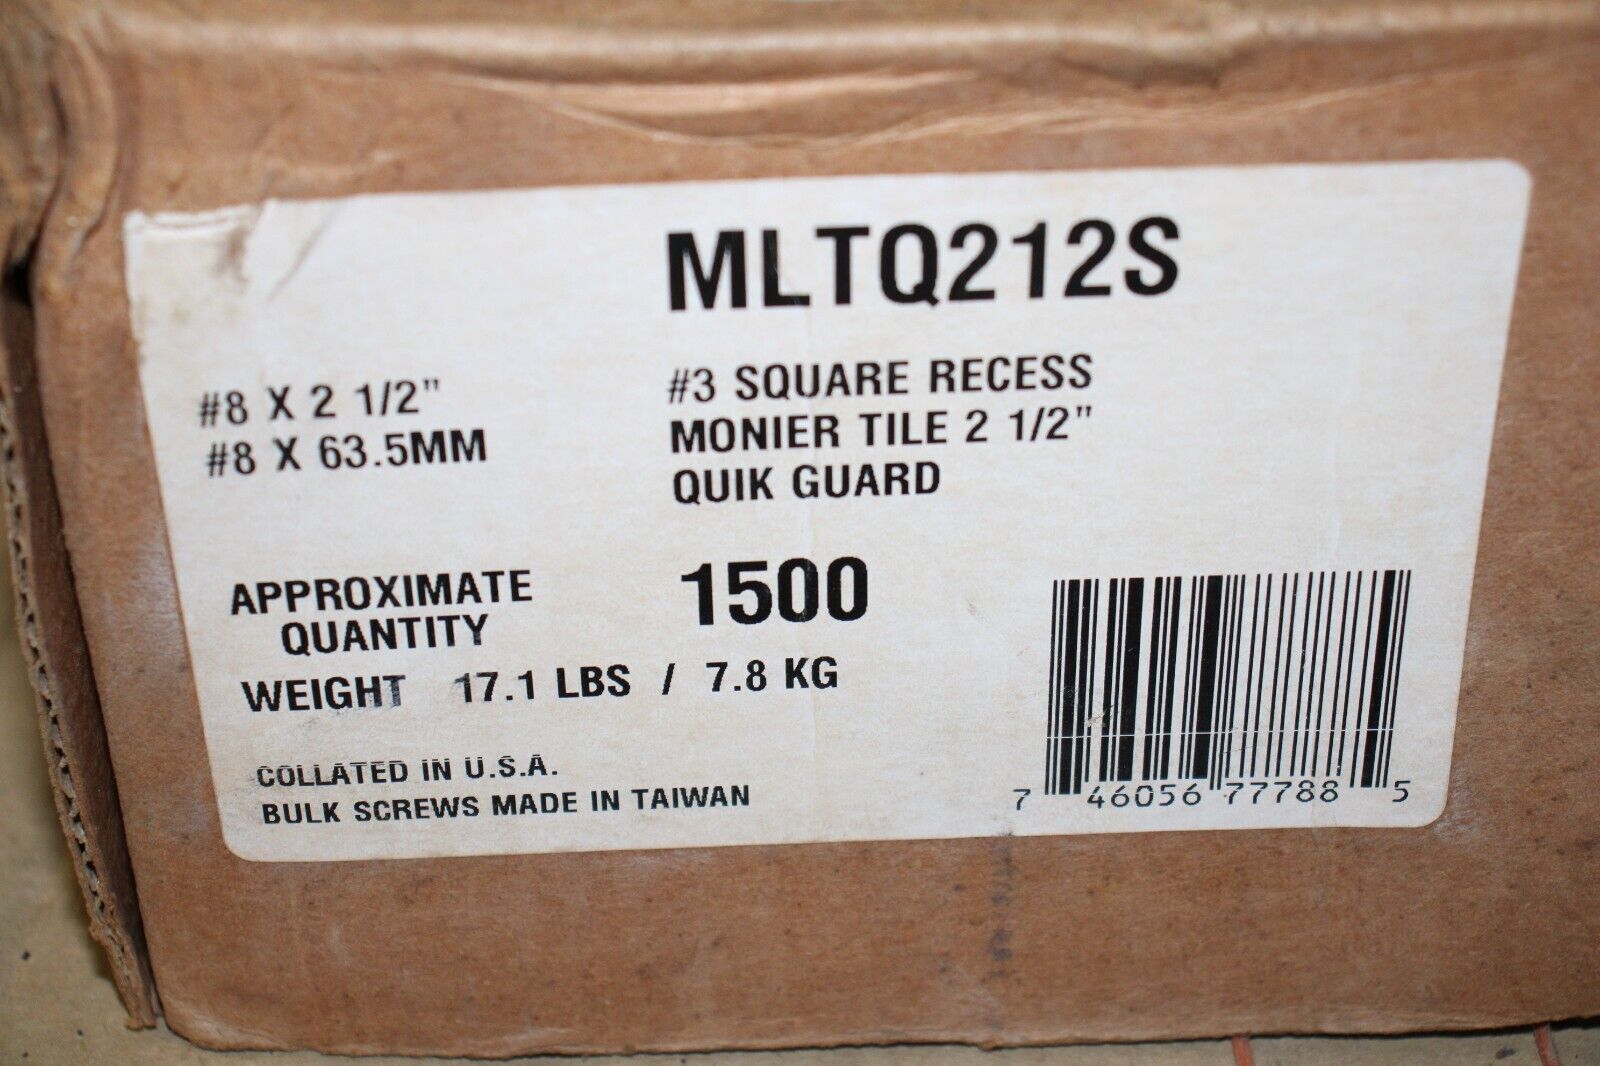 MLTQ212S
#8 X 2 1/2"
#8 X 63.5MM
#3 SQUARE RECESS
MONIER TILE 2 1/2"
QUIK GUARD
APPROXIMATE
QUANTITY
1500
WEIGHT 17.1 LBS / 7.8 KG
COLLATED IN U.S.A.
BULK SCREWS MADE IN TAIWAN
7 46056 77788 5